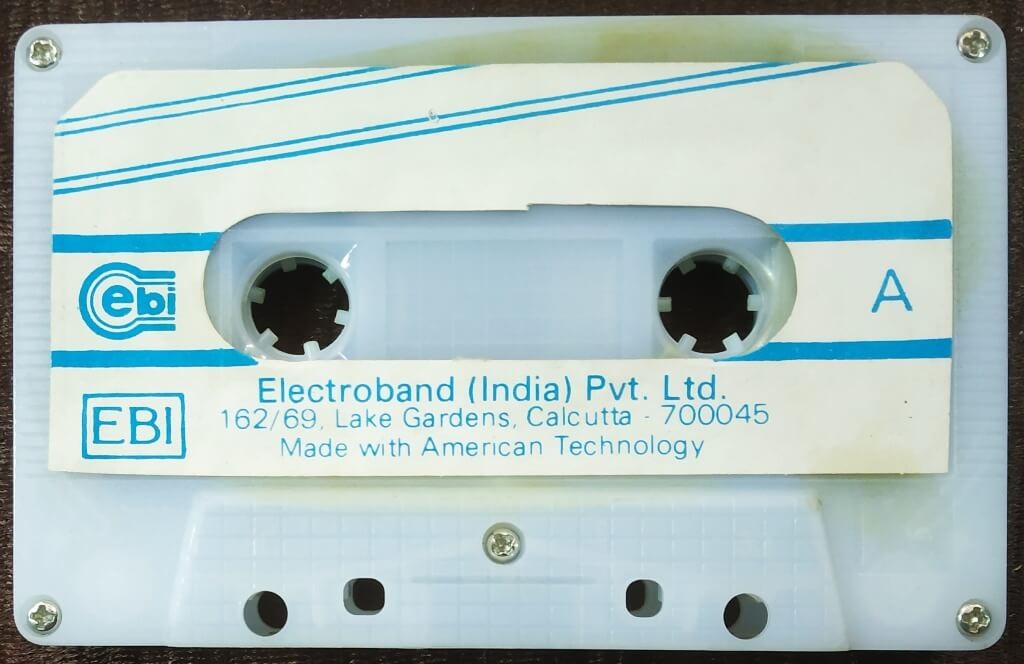 ebi
A
EBI
Electroband (India) Pvt. Ltd.
162/69, Lake Gardens, Calcutta - 700045
Made with American Technology